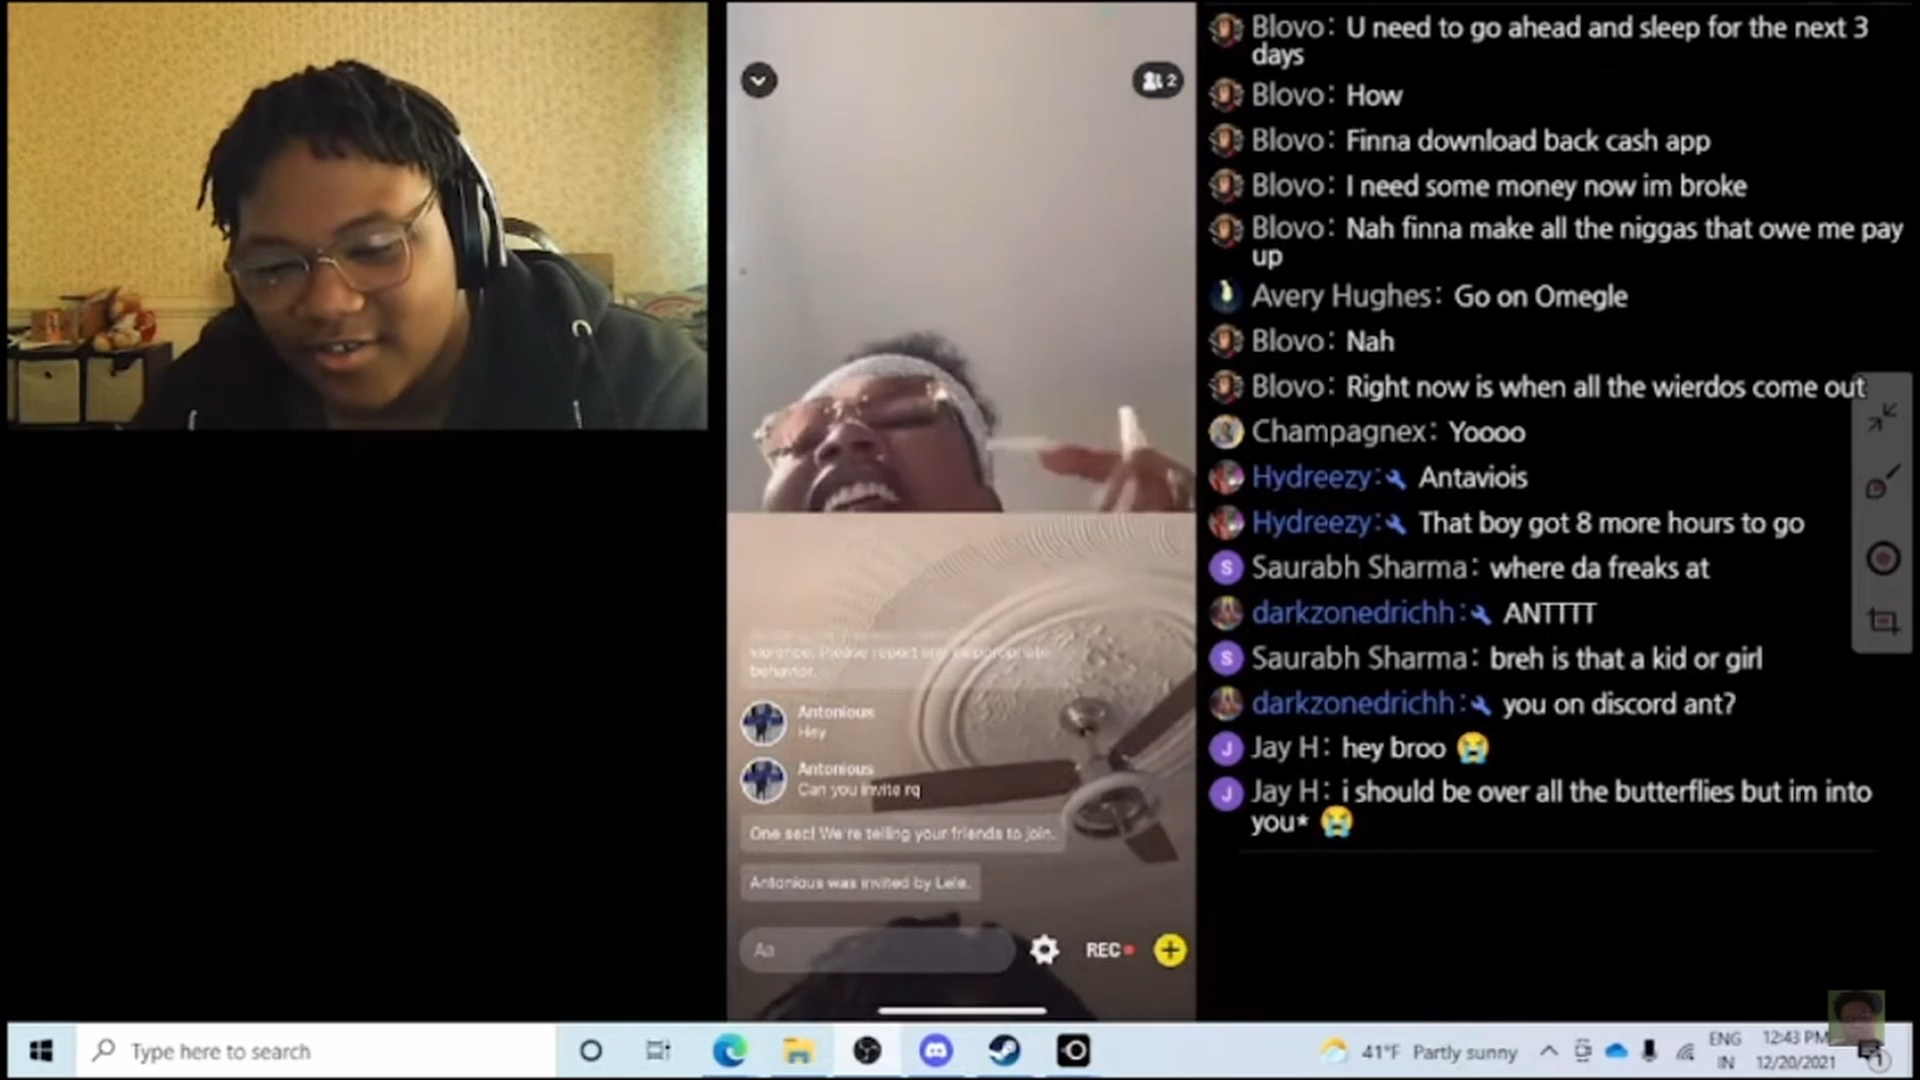 2
violence. Please report any inappropriate
behavior.
Antonious
Hey
Antonious
Can you invite rq
One sec! We're telling your friends to join.
Antonious was invited by Lele.
Aa
REC
Blovo: U need to go ahead and sleep for the next 3
days
Blovo: How
Blovo: Finna download back cash app
Blovo: I need some money now im broke
Blovo: Nah finna make all the niggas that owe me pay
up
Avery Hughes: Go on Omegle
Blovo: Nah
Blovo: Right now is when all the wierdos come out
Champagnex: Yoooo
Hydreezy: Antaviois
Hydreezy: That boy got 8 more hours to go
S Saurabh Sharma: where da freaks at
darkzonedrichh: ANTTTT
S Saurabh Sharma: breh is that a kid or girl
darkzonedrichh: you on discord ant?
J Jay H: hey broo 😭
J Jay H: i should be over all the butterflies but im into
you* 😭
Type here to search
41°F Partly sunny
ENG
IN
12:43 PM
12/20/2021
1